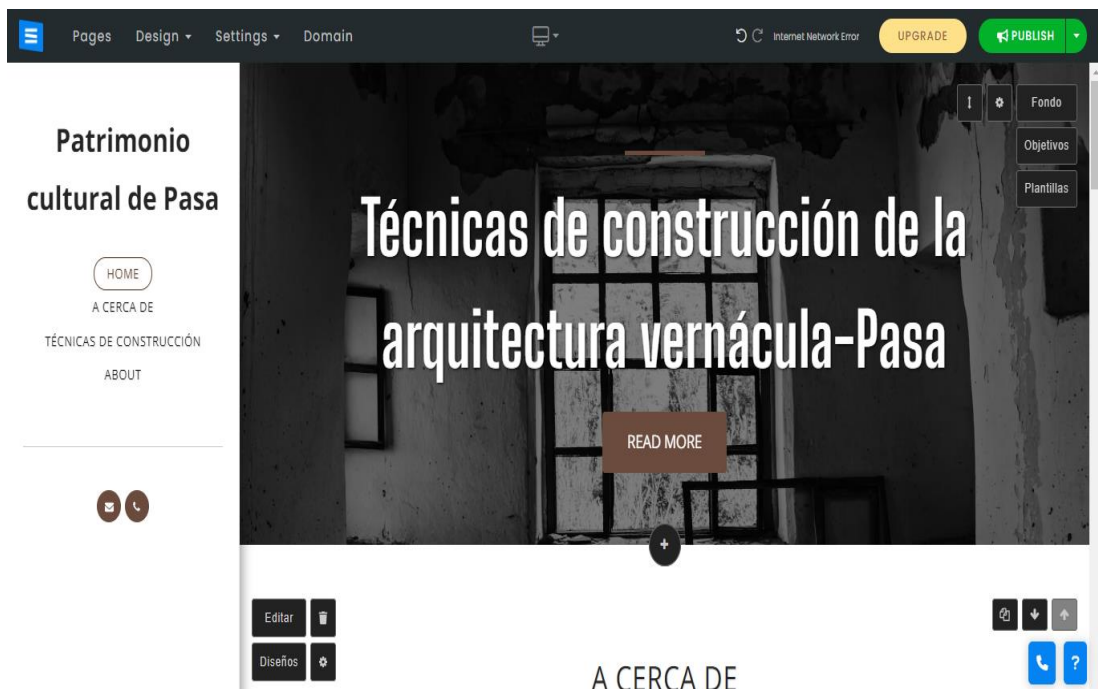 Pages Design Settings Domain Internet Network Error UPGRADE PUBLISH
Patrimonio
cultural de Pasa
HOME
A CERCA DE
TÉCNICAS DE CONSTRUCCIÓN
ABOUT
Fondo
Objetivos
Plantillas
Técnicas de construcción de la
arquitectura vernácula-Pasa
READ MORE
Editar
Diseños
A CERCA DE
?